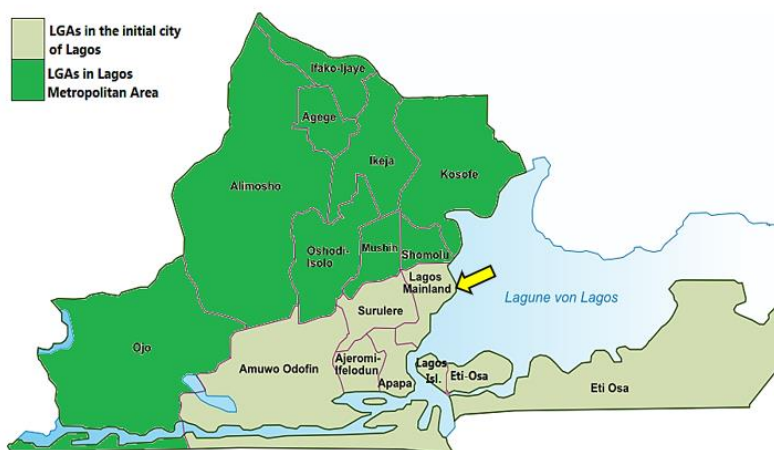 LGAs in the initial city
of Lagos
LGAs in Lagos
Metropolitan Area
Ifako-Ijaye
Agege
Ikeja
Kosofe
Alimosho
Oshodi-
Isolo
Mushin
Shomolu
Lagos
Mainland
Lagune von Lagos
Surulere
Ojo
Amuwo Odofin
Ajeromi-
Ifelodun
Apapa
Lagos
Isl.
Eti-Osa
Eti Osa